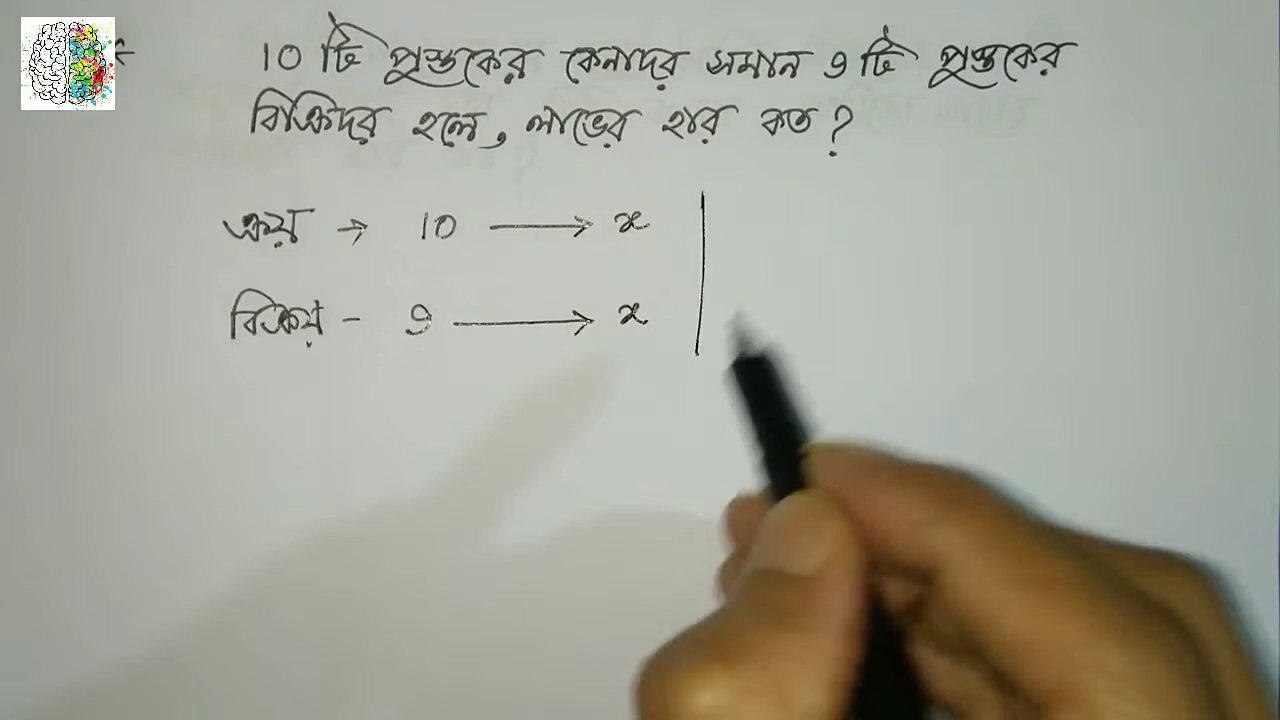 10 টি পুস্তকের কেনাদর সমান 9 টি পুস্তকের
বিক্রিদর হলে, লাভের হার কত?
ক্রয় → 10 → x
বিক্রয় - 9 → x